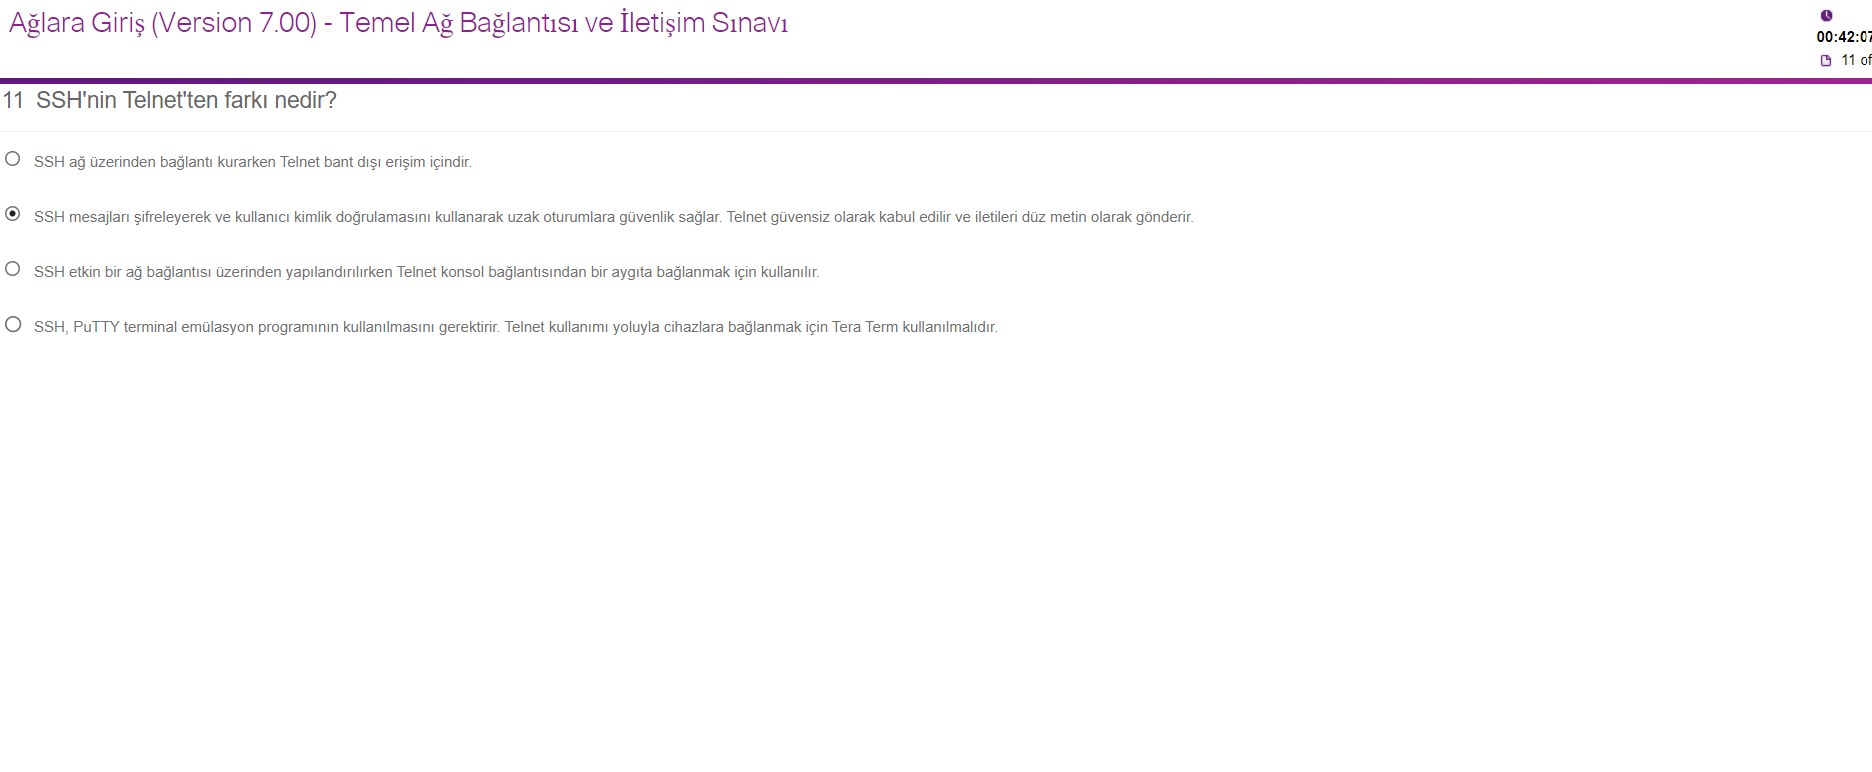 Ağlara Giriş (Version 7.00) - Temel Ağ Bağlantısı ve İletişim Sınavı
00:42:07
11 of
11 SSH'nin Telnet'ten farkı nedir?
SSH ağ üzerinden bağlantı kurarken Telnet bant dışı erişim içindir.
SSH mesajları şifreleyerek ve kullanıcı kimlik doğrulamasını kullanarak uzak oturumlara güvenlik sağlar. Telnet güvensiz olarak kabul edilir ve iletileri düz metin olarak gönderir.
SSH etkin bir ağ bağlantısı üzerinden yapılandırılırken Telnet konsol bağlantısından bir aygıta bağlanmak için kullanılır.
SSH, PuTTY terminal emülasyon programının kullanılmasını gerektirir. Telnet kullanımı yoluyla cihazlara bağlanmak için Tera Term kullanılmalıdır.